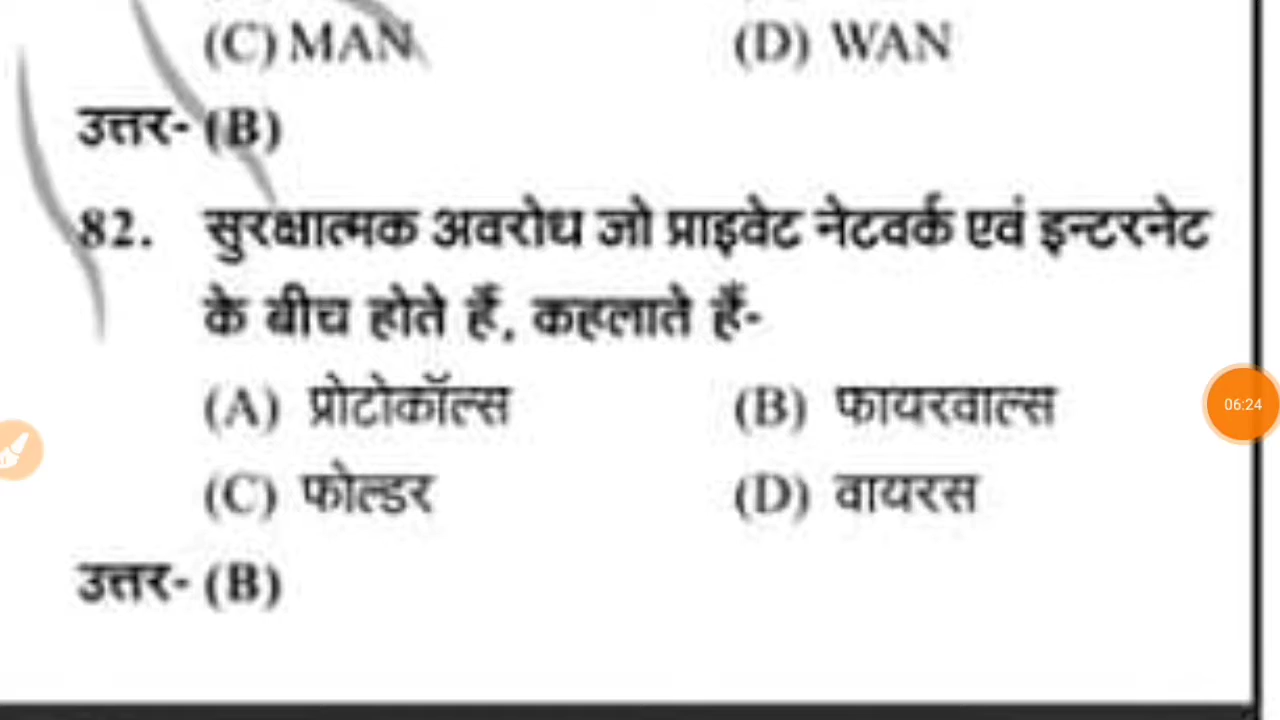 (C) MAN (D) WAN
उत्तर- (B)
82. सुरक्षात्मक अवरोध जो प्राइवेट नेटवर्क एवं इन्टरनेट
के बीच होते हैं, कहलाते हैं-
(A) प्रोटोकॉल्स (B) फायरवाल्स
06:24
(C) फोल्डर (D) वायरस
उत्तर- (B)